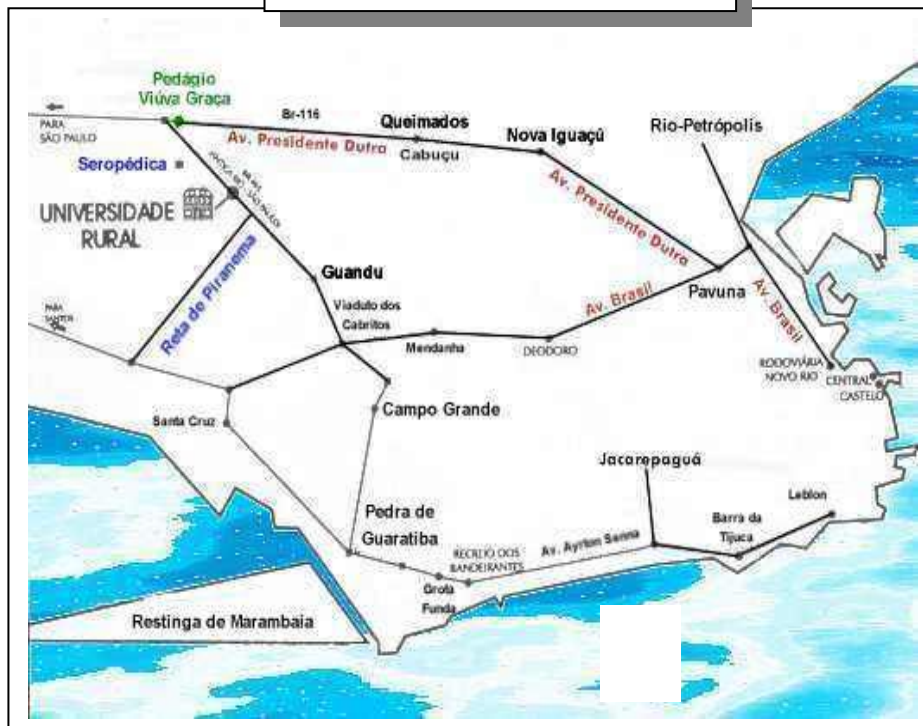 Pedágio
Viúva Graça
Br-116
PARA
SÃO PAULO
Av. Presidente Dutra
Queimados
Cabuçu
Nova Iguaçú
Rio-Petrópolis
Seropédica
UNIVERSIDADE
RURAL
Av. Presidente Dutra
Reta de Piranema
Guandu
Pavuna
Av. Brasil
Av. Brasil
PARA
SANTOS
Viaduto dos
Cabritos
Mendanha
DEODORO
RODOVIÁRIA
NOVO RIO
CENTRAL
CASTELO
Santa Cruz
Campo Grande
Jacarepaguá
Leblon
Barra da
Tijuca
Pedra de
Guaratiba
Av. Ayrton Senna
RECREIO DOS
BANDEIRANTES
Grota
Funda
Restinga de Marambaia